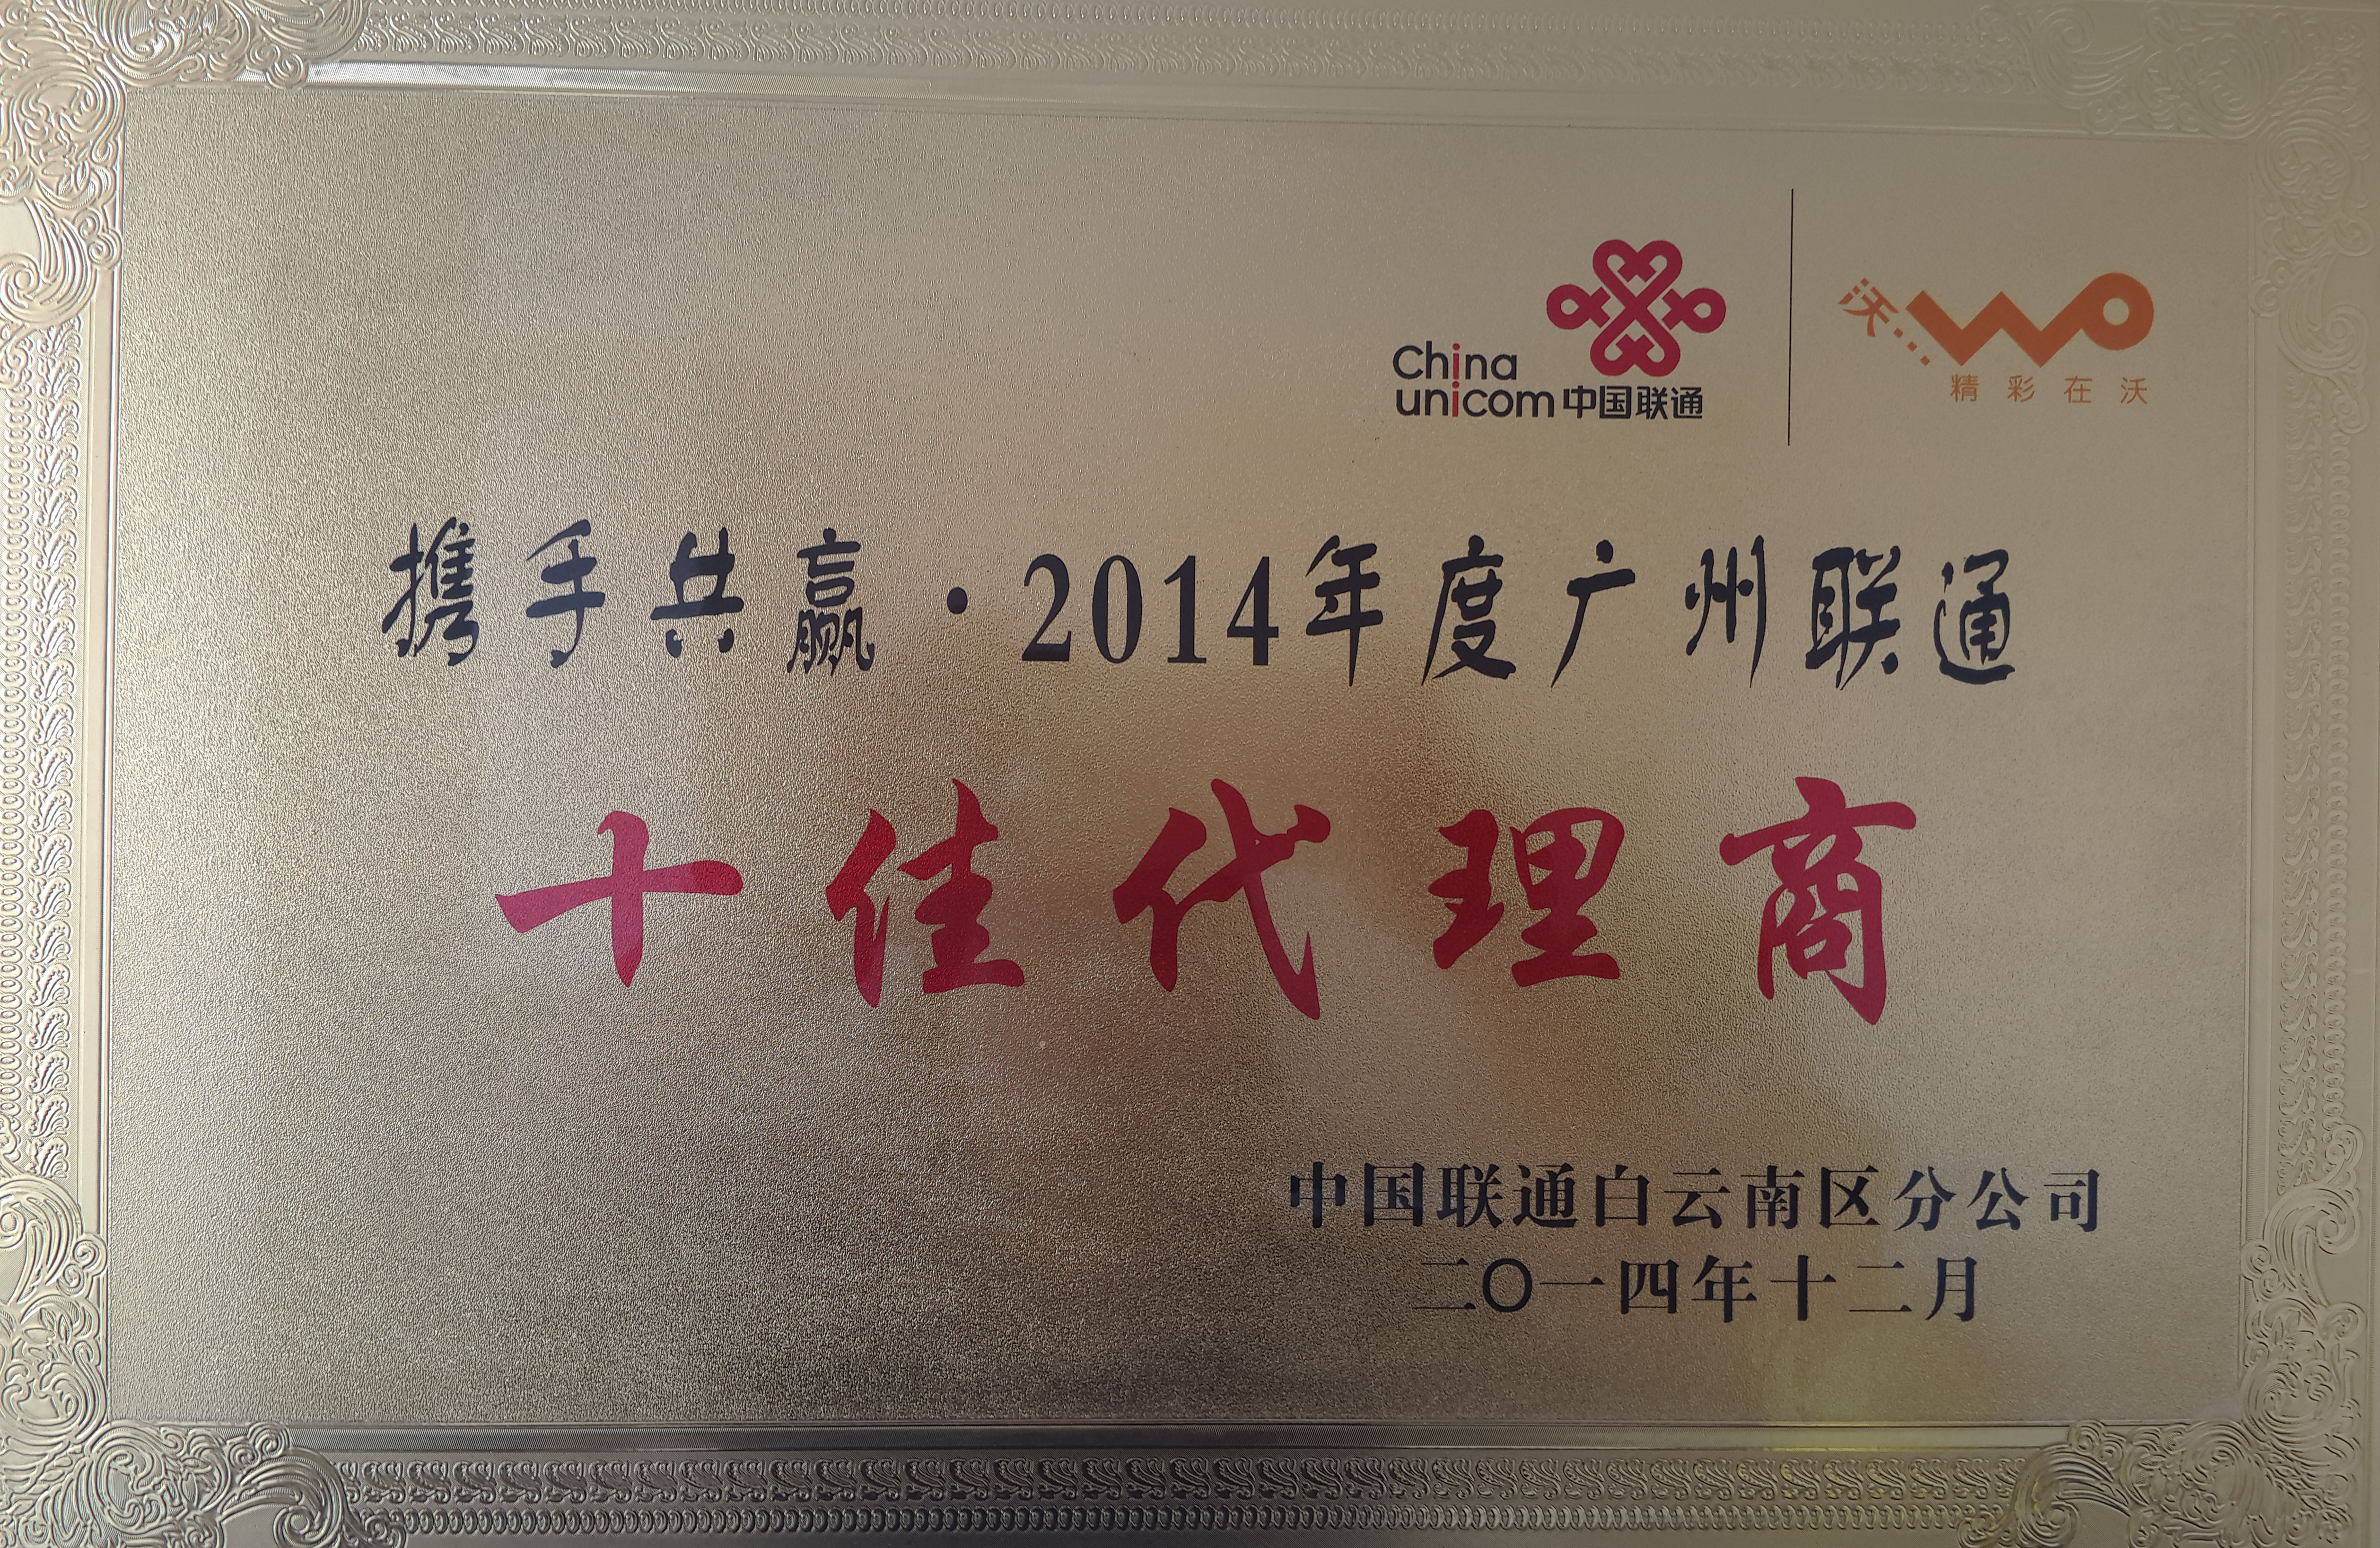 China
unicom中国联通
沃...WO
精彩在沃
携手共赢·2014年度广州联通
十佳代理商
中国联通白云南区分公司
二〇一四年十二月